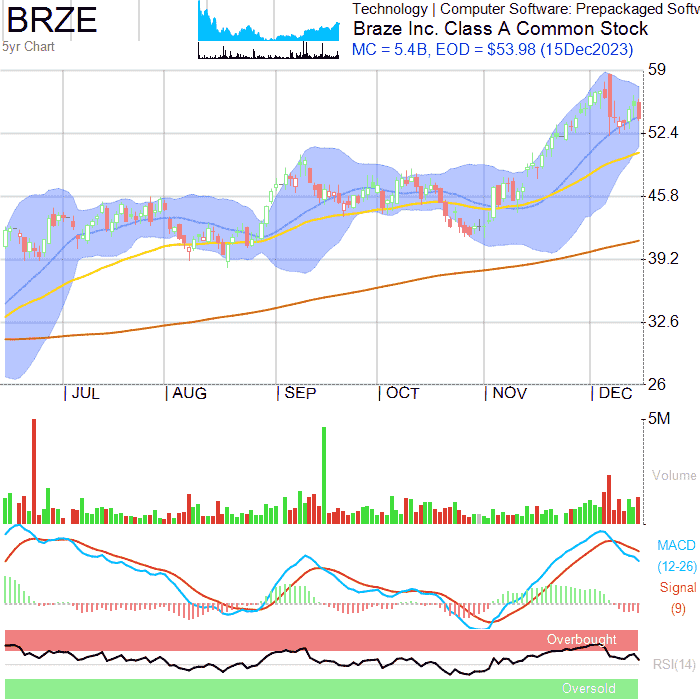 BRZE
5yr Chart
Technology | Computer Software: Prepackaged Softw
Braze Inc. Class A Common Stock
MC = 5.4B, EOD = $53.98 (15Dec2023)
59
52.4
45.8
39.2
32.6
26
| JUL | AUG | SEP | OCT | NOV | DEC
5M
Volume
MACD
(12-26)
Signal
(9)
Overbought
RSI(14)
Oversold